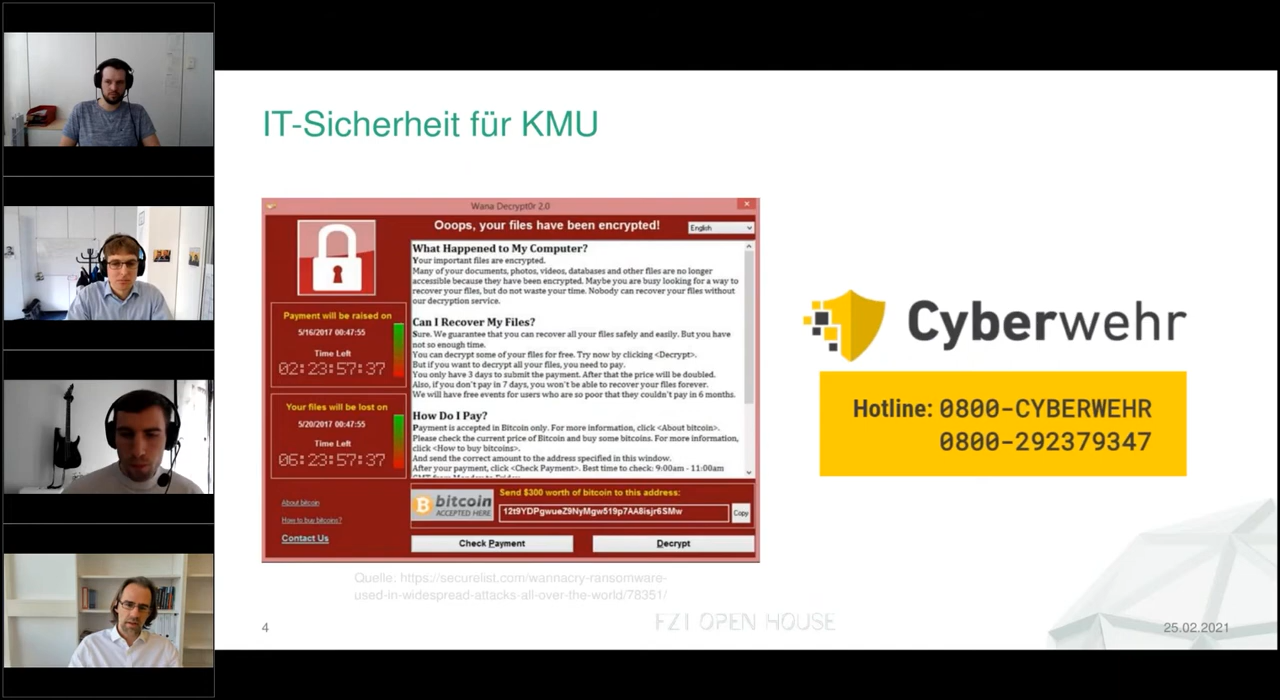 IT-Sicherheit für KMU
Wana Decrypt0r 2.0
Ooops, your files have been encrypted!
English
What Happened to My Computer?
Your important files are encrypted.
Many of your documents, photos, videos, databases and other files are no longer
accessible because they have been encrypted. Maybe you are busy looking for a way to
recover your files, but do not waste your time. Nobody can recover your files without
our decryption service.
Can I Recover My Files?
Sure. We guarantee that you can recover all your files safely and easily. But you have
not so enough time.
You can decrypt some of your files for free. Try now by clicking <Decrypt>.
But if you want to decrypt all your files, you need to pay.
You only have 3 days to submit the payment. After that the price will be doubled.
Also, if you don't pay in 7 days, you won't be able to recover your files forever.
We will have free events for users who are so poor that they couldn't pay in 6 months.
How Do I Pay?
Payment is accepted in Bitcoin only. For more information, click <About bitcoin>.
Please check the current price of Bitcoin and buy some bitcoins. For more information,
click <How to buy bitcoins>.
And send the correct amount to the address specified in this window.
After your payment, click <Check Payment>. Best time to check: 9:00am - 11:00am
GMT from Monday to Friday.
Payment will be raised on
5/16/2017 00:47:55
Time Left
02:23:57:37
Your files will be lost on
5/20/2017 00:47:55
Time Left
06:23:57:37
About bitcoin
How to buy bitcoins?
Contact Us
bitcoin
ACCEPTED HERE
Send $300 worth of bitcoin to this address:
12t9YDPgwueZ9NyMgw519p7AA8isjr6SMw
Copy
Check Payment
Decrypt
Quelle: https://securelist.com/wannacry-ransomware-
used-in-widespread-attacks-all-over-the-world/78351/
Cyberwehr
Hotline: 0800-CYBERWEHR
0800-292379347
4
FZI OPEN HOUSE
25.02.2021